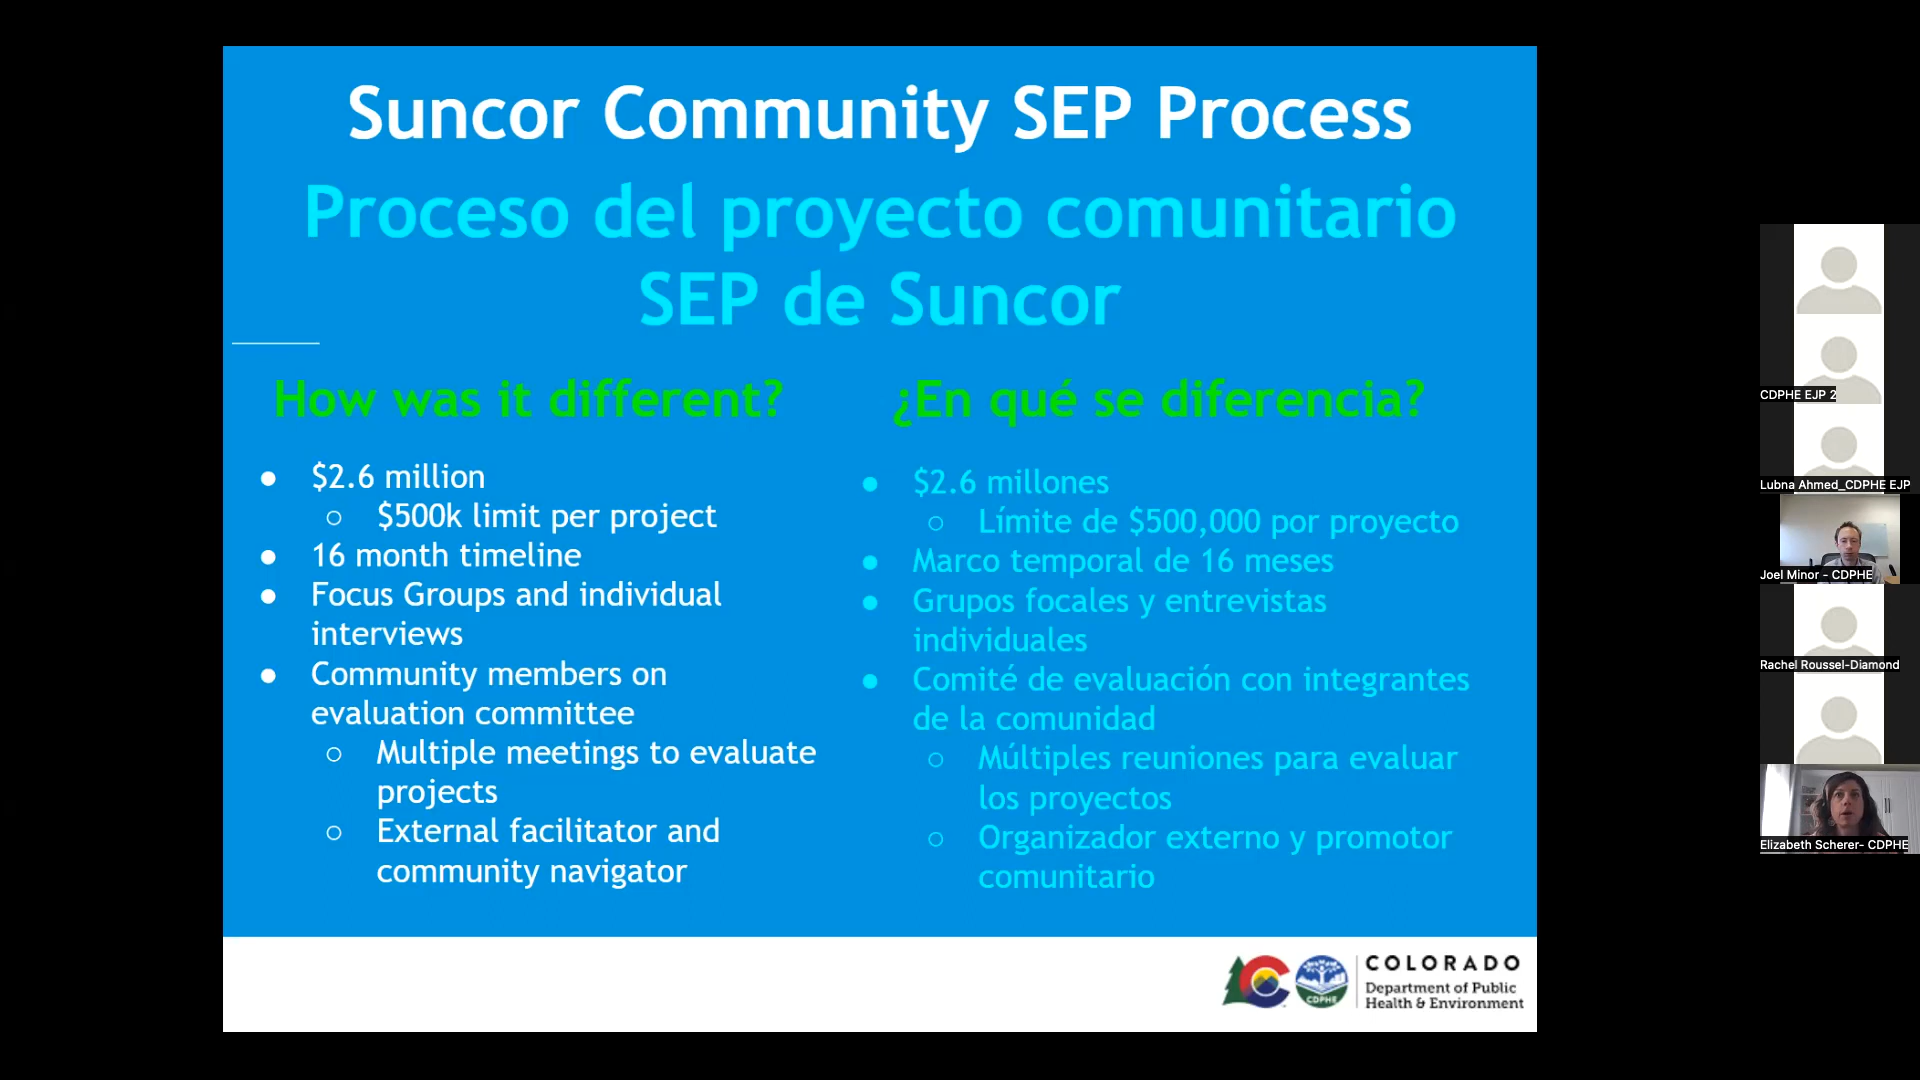 Suncor Community SEP Process
Proceso del proyecto comunitario
SEP de Suncor
How was it different?
● $2.6 million
○ $500k limit per project
● 16 month timeline
● Focus Groups and individual
interviews
● Community members on
evaluation committee
○ Multiple meetings to evaluate
projects
○ External facilitator and
community navigator
¿En qué se diferencia?
● $2.6 millones
○ Límite de $500,000 por proyecto
● Marco temporal de 16 meses
● Grupos focales y entrevistas
individuales
● Comité de evaluación con integrantes
de la comunidad
○ Múltiples reuniones para evaluar
los proyectos
○ Organizador externo y promotor
comunitario
CDPHE
COLORADO
Department of Public
Health & Environment
CDPHE EJP 2
Lubna Ahmed_CDPHE EJP
Joel Minor - CDPHE
Rachel Roussel-Diamond
Elizabeth Scherer- CDPHE